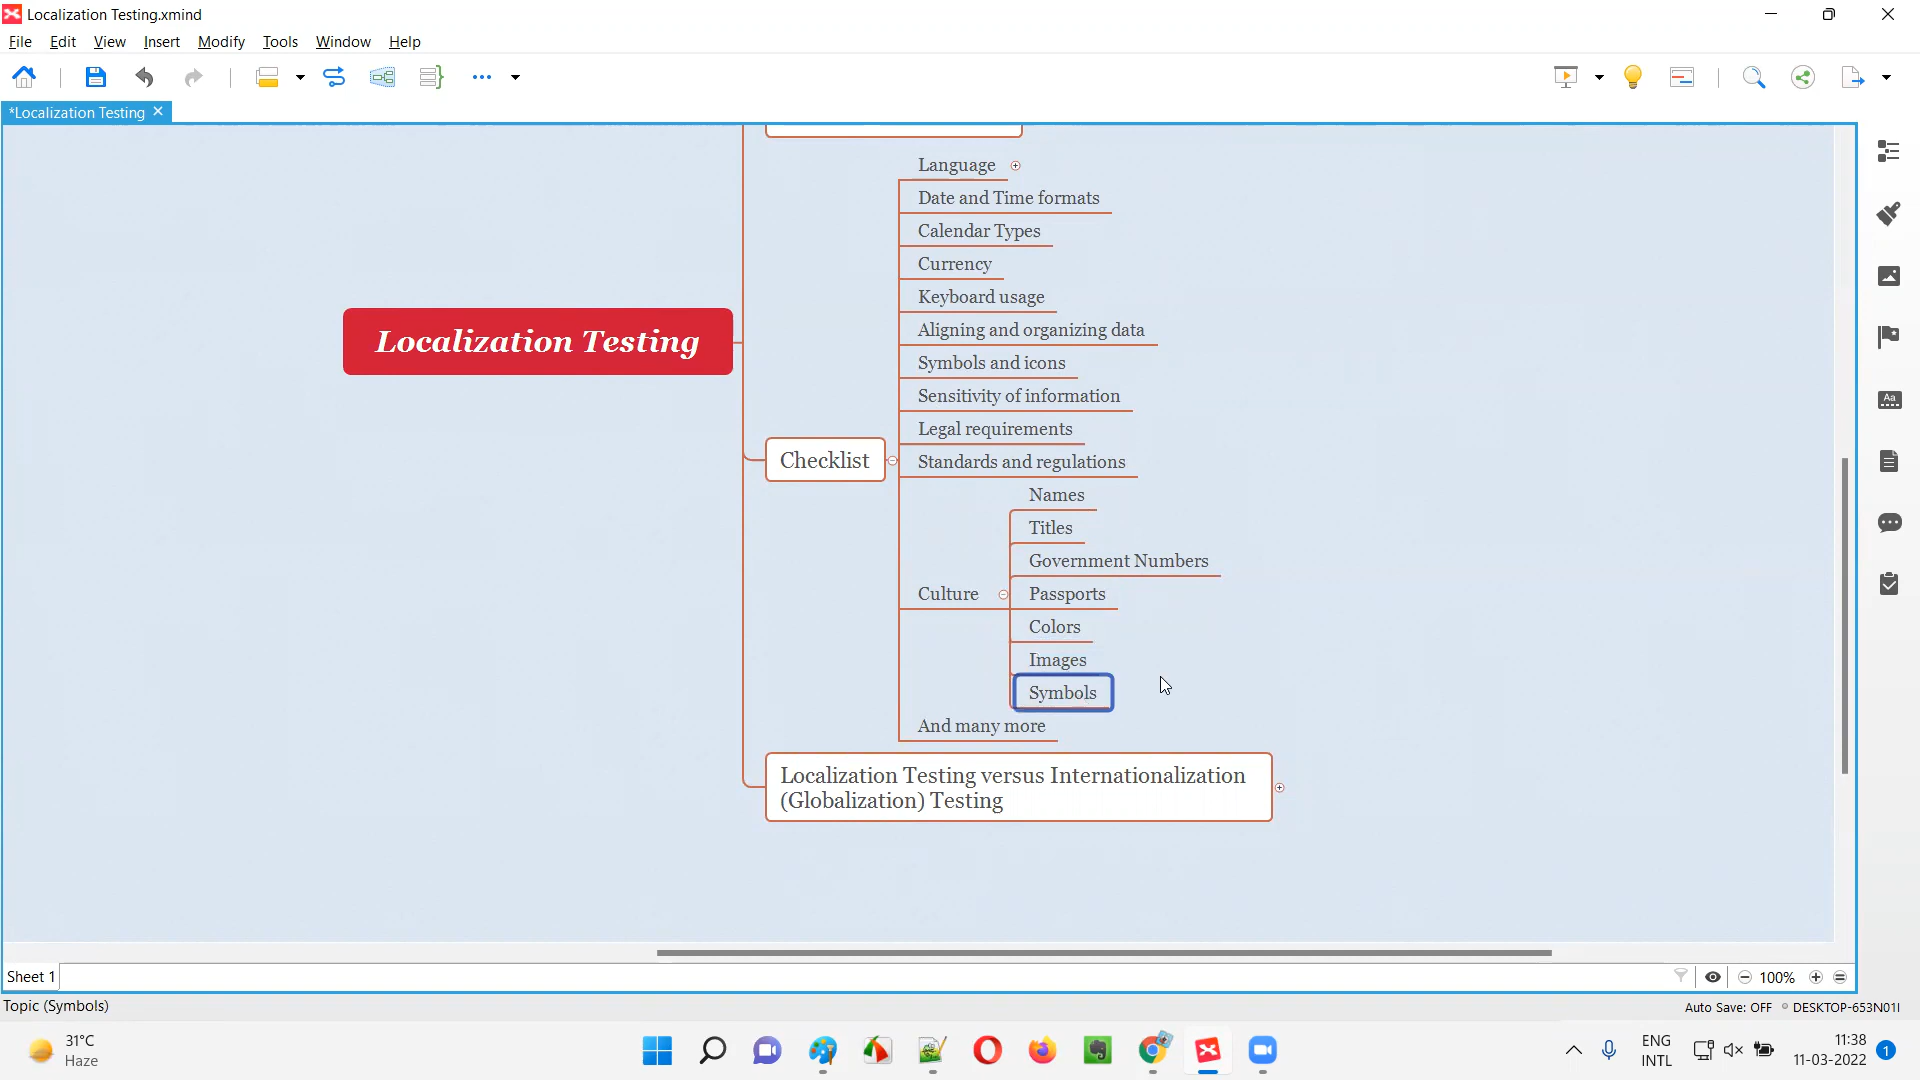 Localization Testing.xmind
File Edit View Insert Modify Tools Window Help
*Localization Testing
Language
Date and Time formats
Calendar Types
Currency
Keyboard usage
Localization Testing
Aligning and organizing data
Symbols and icons
Sensitivity of information
Legal requirements
Checklist
Standards and regulations
Names
Titles
Government Numbers
Culture
Passports
Colors
Images
Symbols
And many more
Localization Testing versus Internationalization
(Globalization) Testing
Aa
Sheet 1
100%
Topic (Symbols)
Auto Save: OFF
DESKTOP-653N01I
31°C
Haze
ENG
INTL
11:38
11-03-2022
1